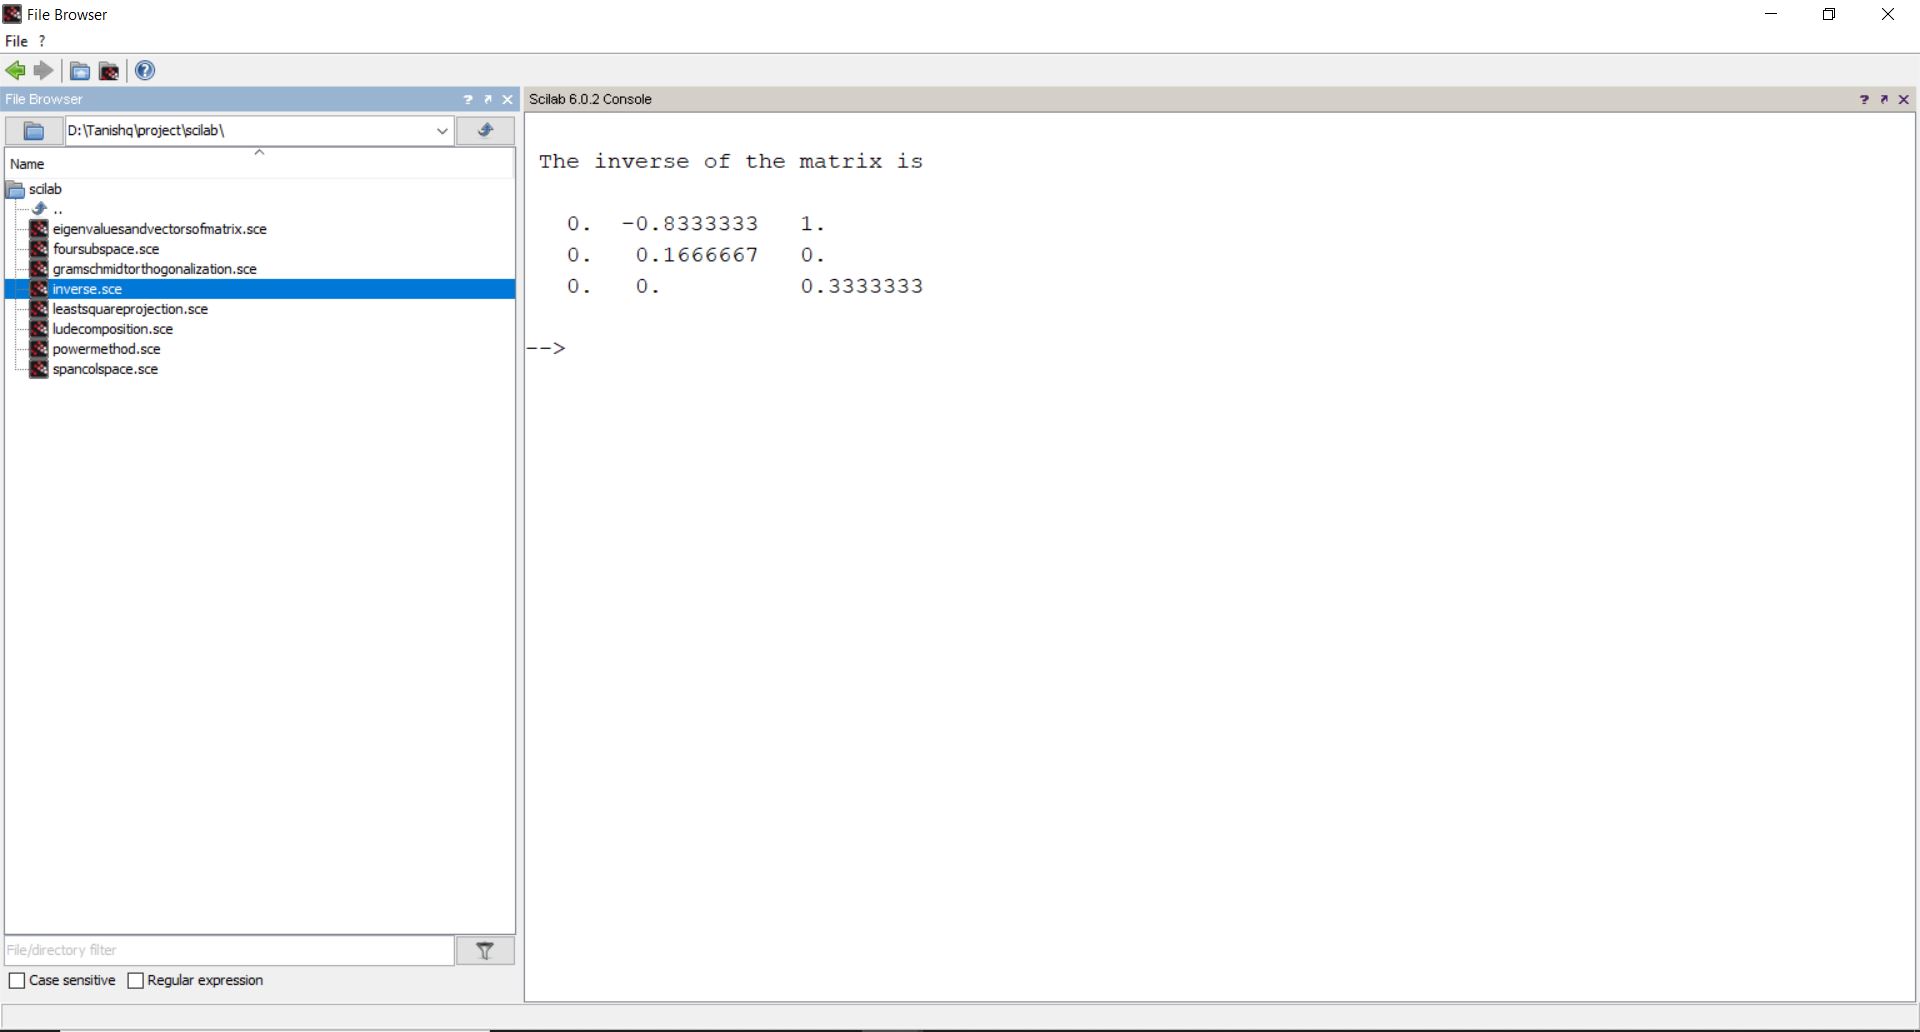 File Browser
File ?
File Browser
D:\Tanishq\project\scilab\
Name
scilab
..
eigenvaluesandvectorsofmatrix.sce
foursubspace.sce
gramschmidtorthogonalization.sce
inverse.sce
leastsquareprojection.sce
ludecomposition.sce
powermethod.sce
spancolspace.sce
File/directory filter
Case sensitive Regular expression
Scilab 6.0.2 Console
The inverse of the matrix is
0. -0.8333333 1.
0. 0.1666667 0.
0. 0. 0.3333333
-->